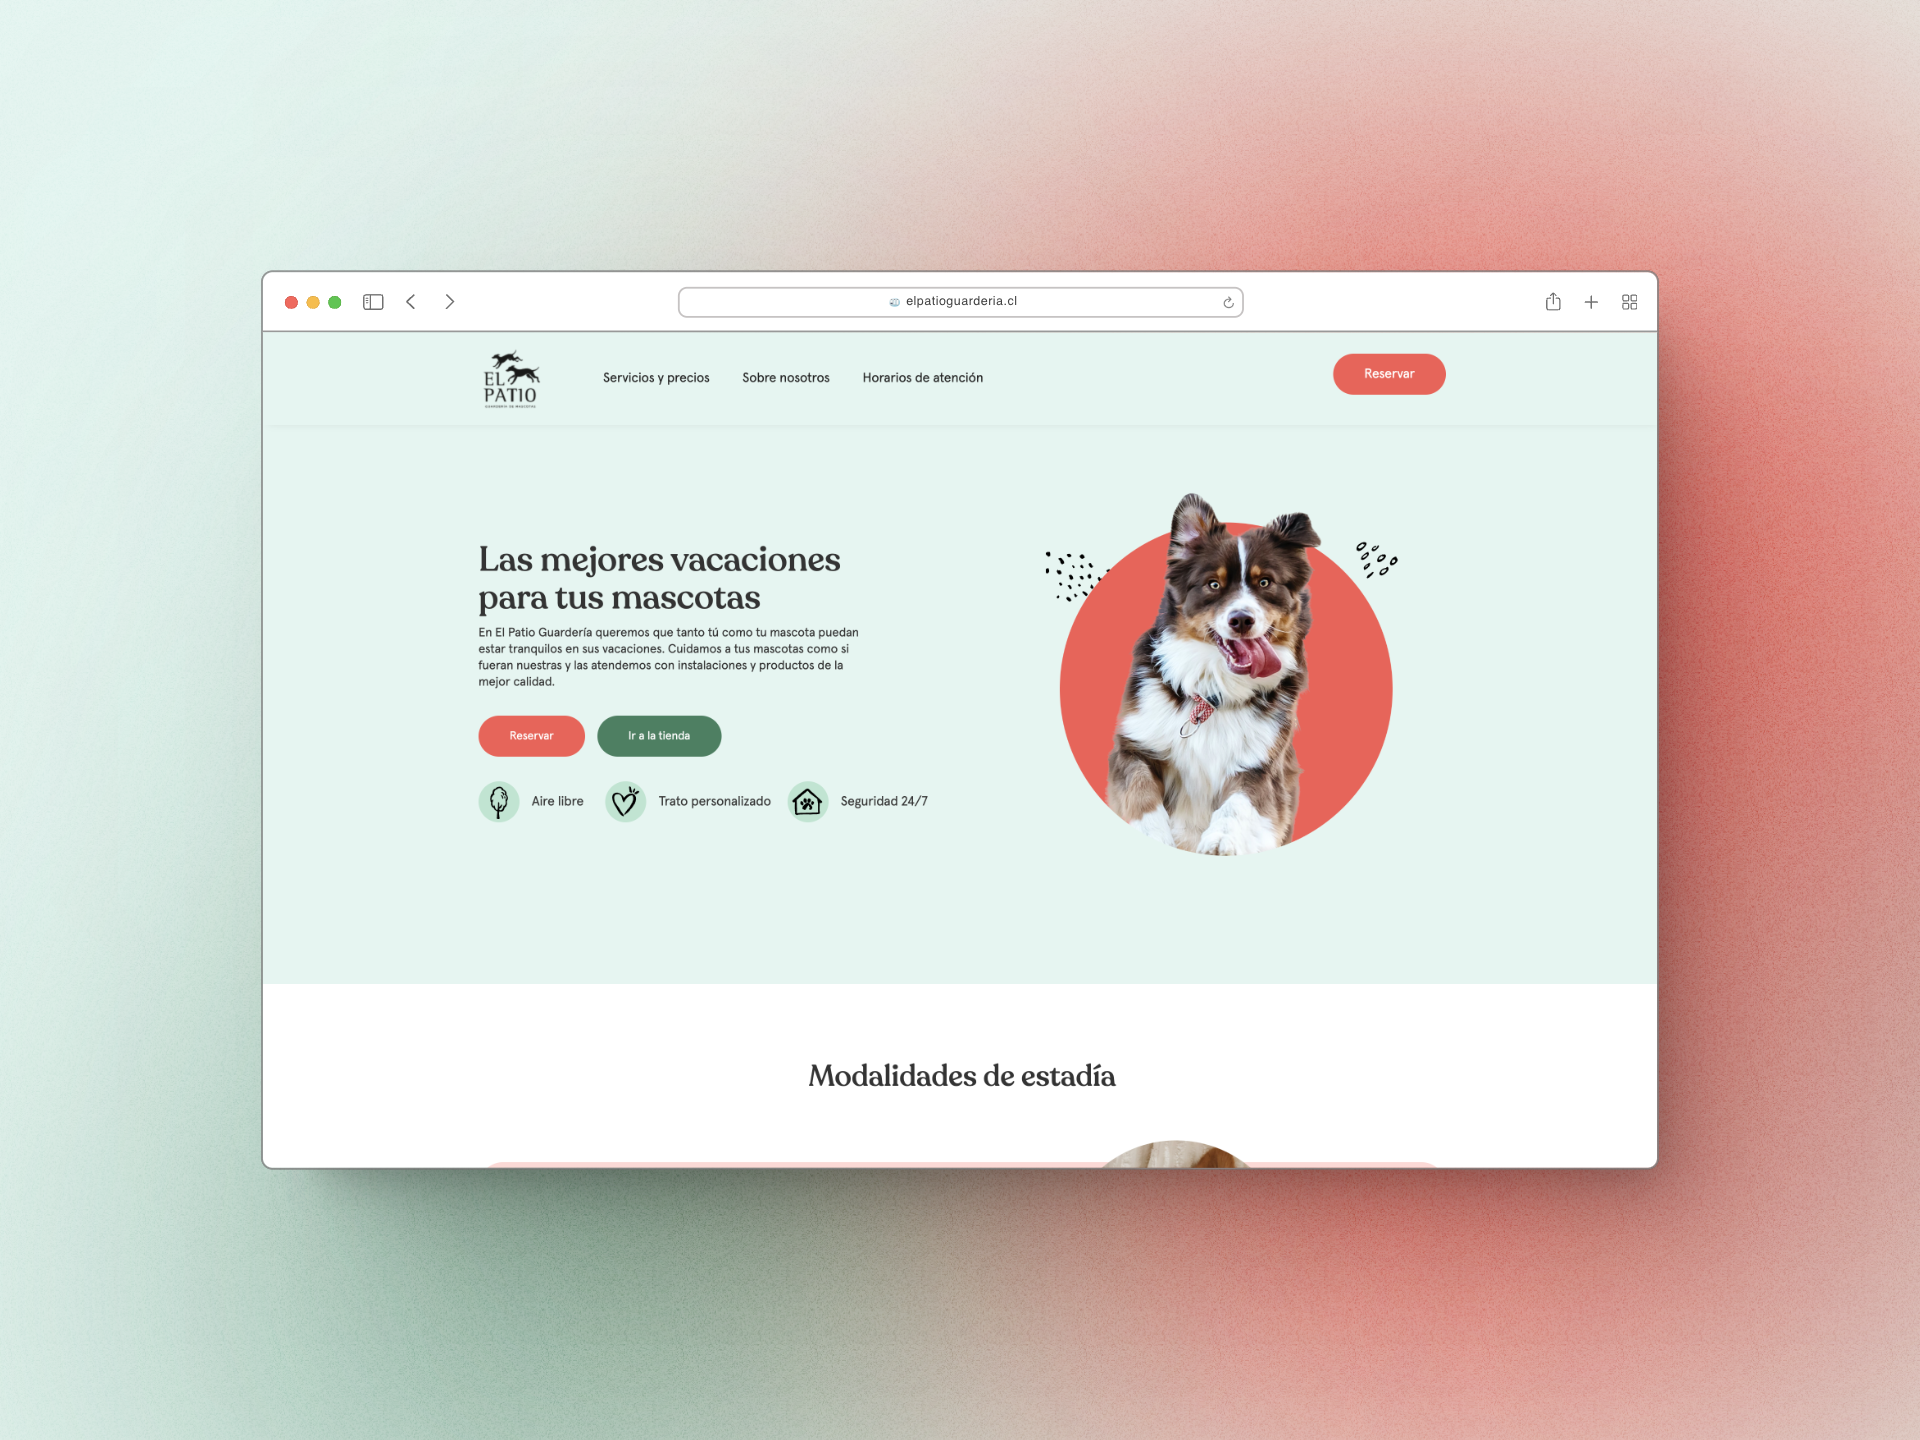 elpatioguarderia.cl
EL
PATIO
Servicios y precios
Sobre nosotros
Horarios de atención
Reservar
Las mejores vacaciones
para tus mascotas
En El Patio Guardería queremos que tanto tú como tu mascota puedan
estar tranquilos en sus vacaciones. Cuidamos a tus mascotas como si
fueran nuestras y las atendemos con instalaciones y productos de la
mejor calidad.
Reservar
Ir a la tienda
Aire libre
Trato personalizado
Seguridad 24/7
Modalidades de estadía